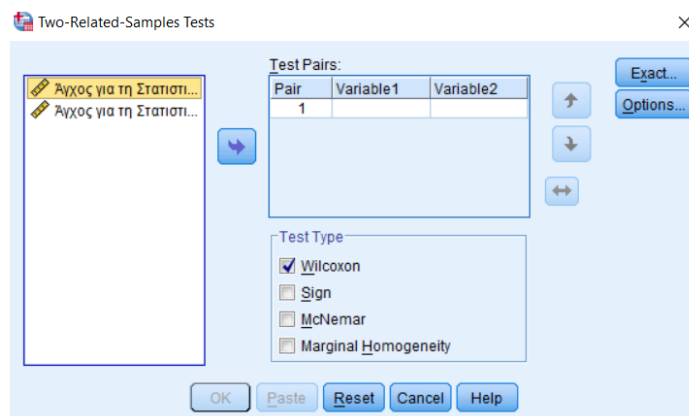 Two-Related-Samples Tests
Άγχος για τη Στατιστι...
Άγχος για τη Στατιστι...
Test Pairs:
Pair Variable1 Variable2
1
Exact...
Options...
Test Type
Wilcoxon
Sign
McNemar
Marginal Homogeneity
OK Paste Reset Cancel Help